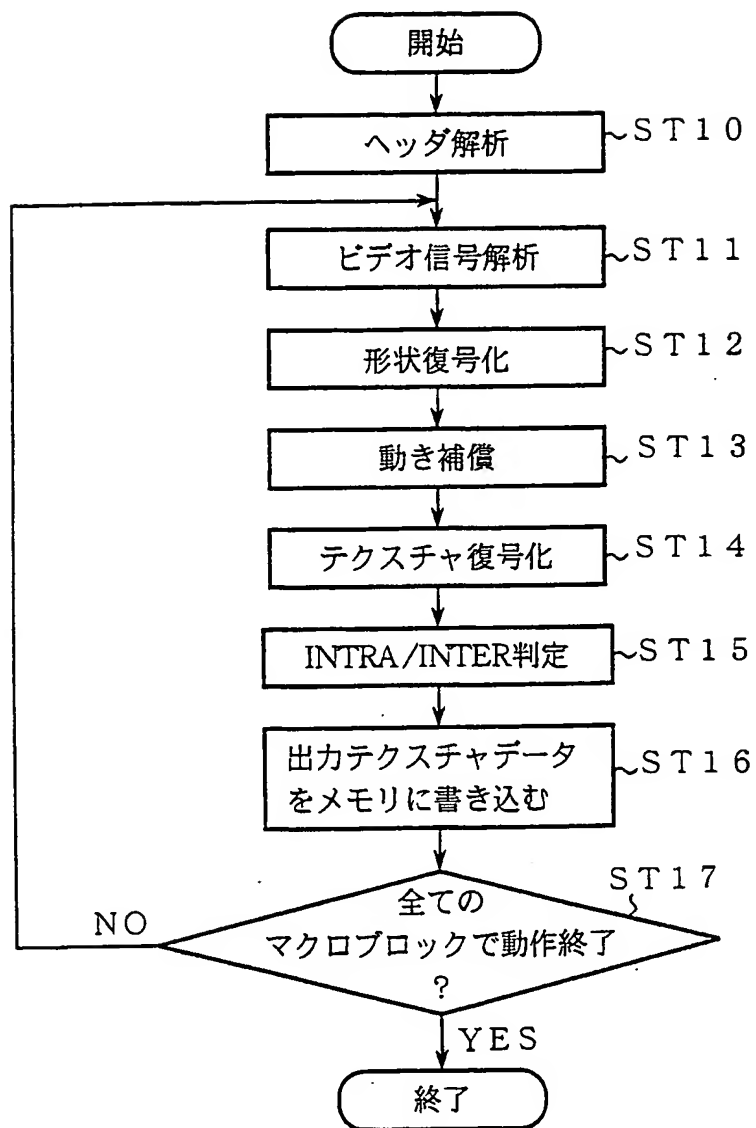 開始
ヘッダ解析
ST10
ビデオ信号解析
ST11
形状復号化
ST12
動き補償
ST13
テクスチャ復号化
ST14
INTRA/INTER判定
ST15
出力テクスチャデータ
をメモリに書き込む
ST16
ST17
全ての
マクロブロックで動作終了
?
NO
YES
終了